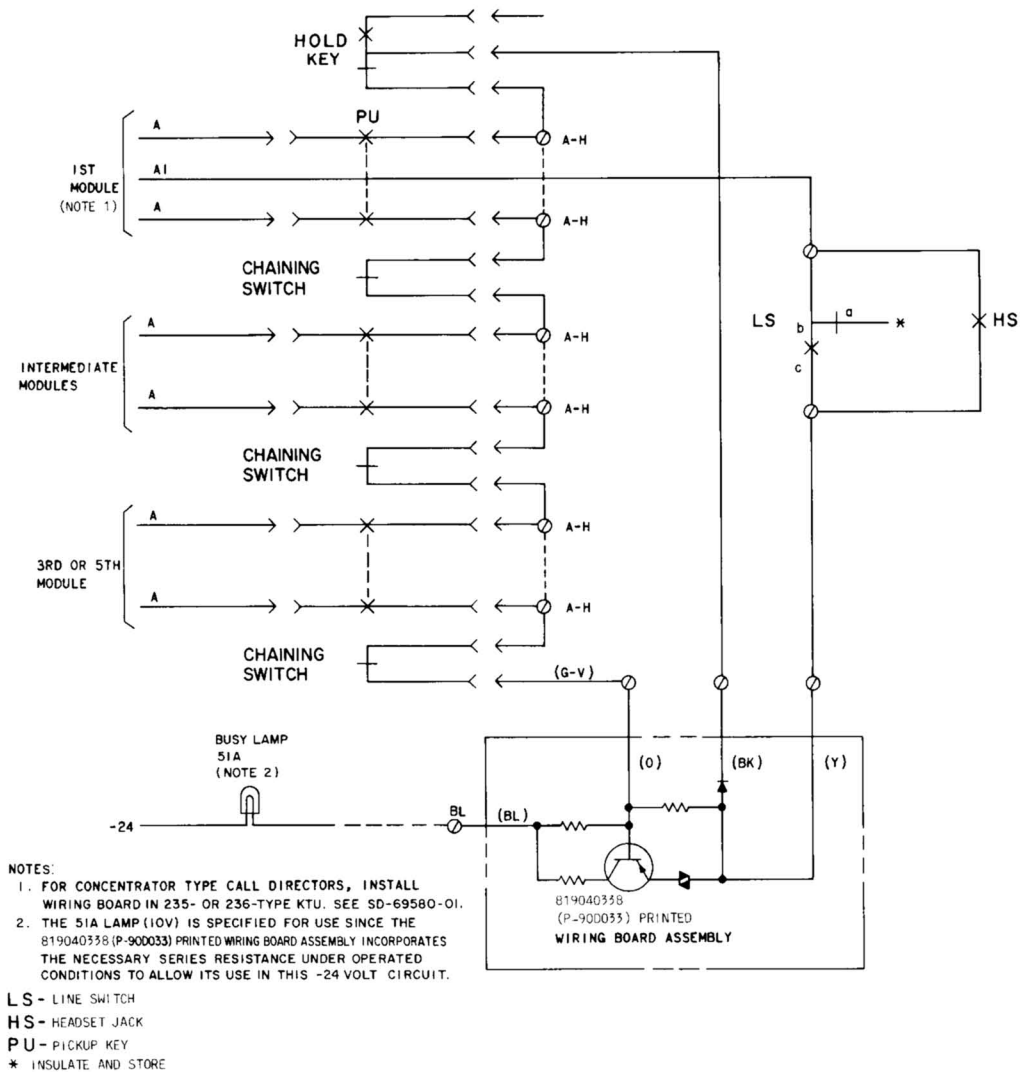 HOLD
KEY
PU
A
A-H
1ST
MODULE
(NOTE 1)
A1
A
A-H
CHAINING
SWITCH
LS
a
b
c
*
HS
A
A-H
INTERMEDIATE
MODULES
A
A-H
CHAINING
SWITCH
A
A-H
3RD OR 5TH
MODULE
A
A-H
CHAINING
SWITCH
(G-V)
BUSY LAMP
51A
(NOTE 2)
(O)
(BK)
(Y)
-24
BL
(BL)
819040338
(P-90D033) PRINTED
WIRING BOARD ASSEMBLY
NOTES:
1. FOR CONCENTRATOR TYPE CALL DIRECTORS, INSTALL
WIRING BOARD IN 235- OR 236-TYPE KTU. SEE SD-69580-01.
2. THE 51A LAMP (10V) IS SPECIFIED FOR USE SINCE THE
819040338 (P-90D033) PRINTED WIRING BOARD ASSEMBLY INCORPORATES
THE NECESSARY SERIES RESISTANCE UNDER OPERATED
CONDITIONS TO ALLOW ITS USE IN THIS -24 VOLT CIRCUIT.
LS- LINE SWITCH
HS- HEADSET JACK
PU- PICKUP KEY
* INSULATE AND STORE